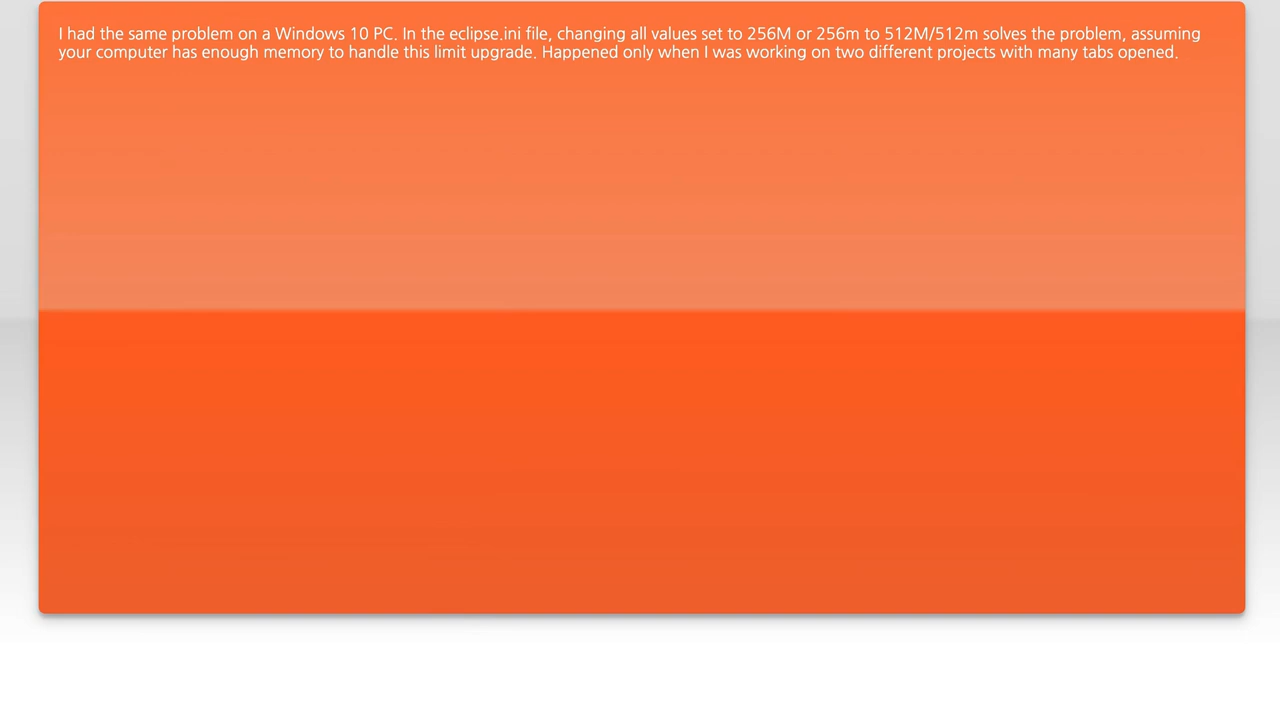 I had the same problem on a Windows 10 PC. In the eclipse.ini file, changing all values set to 256M or 256m to 512M/512m solves the problem, assuming
your computer has enough memory to handle this limit upgrade. Happened only when I was working on two different projects with many tabs opened.